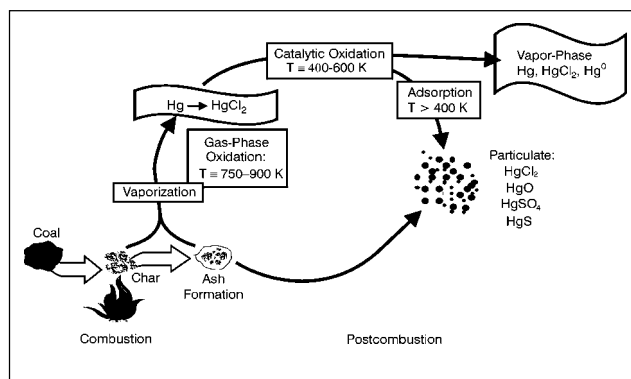 Catalytic Oxidation
T = 400-600 K
Vapor-Phase
Hg, HgCl₂, Hg⁰
Adsorption
T > 400 K
Hg → HgCl₂
Gas-Phase
Oxidation:
T = 750–900 K
Vaporization
Particulate:
HgCl₂
HgO
HgSO₄
HgS
Coal
Char
Ash
Formation
Combustion
Postcombustion